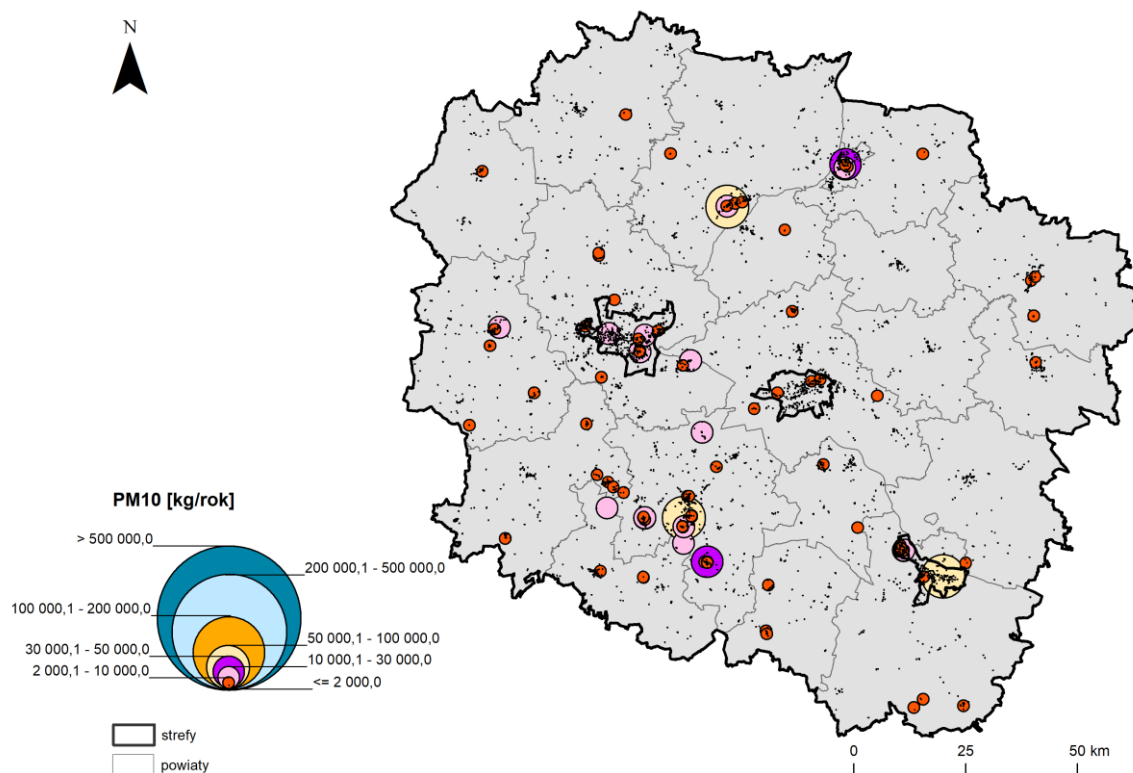 N
PM10 [kg/rok]
> 500 000,0
200 000,1 - 500 000,0
100 000,1 - 200 000,0
50 000,1 - 100 000,0
30 000,1 - 50 000,0
10 000,1 - 30 000,0
2 000,1 - 10 000,0
<= 2 000,0
strefy
powiaty
0 25 50 km